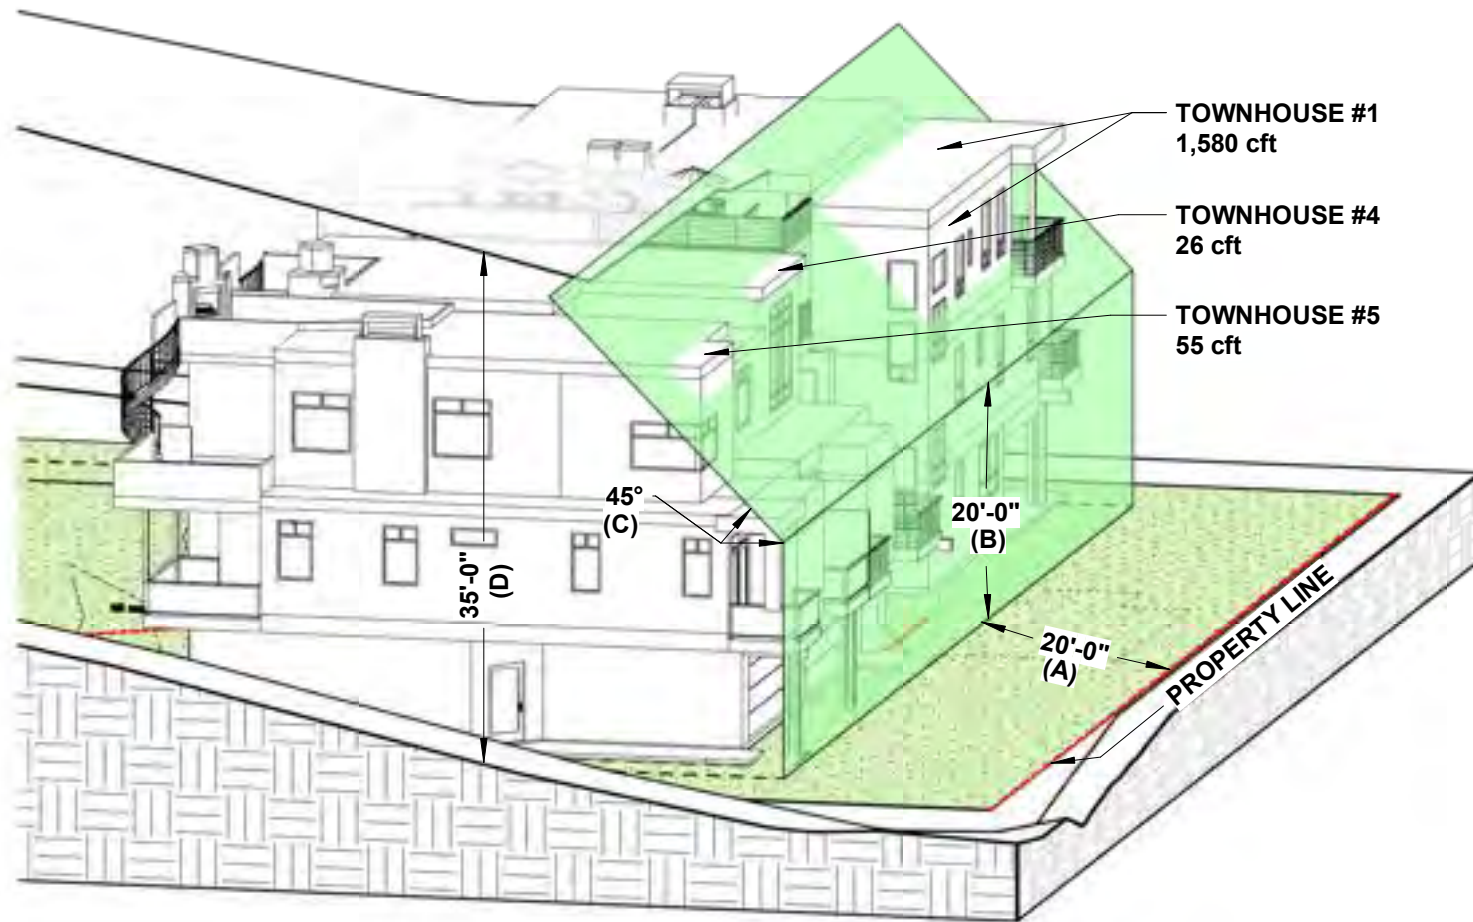 TOWNHOUSE #1
1,580 cft
TOWNHOUSE #4
26 cft
TOWNHOUSE #5
55 cft
45°
(C)
20'-0"
(B)
35'-0"
(D)
20'-0"
(A)
PROPERTY LINE